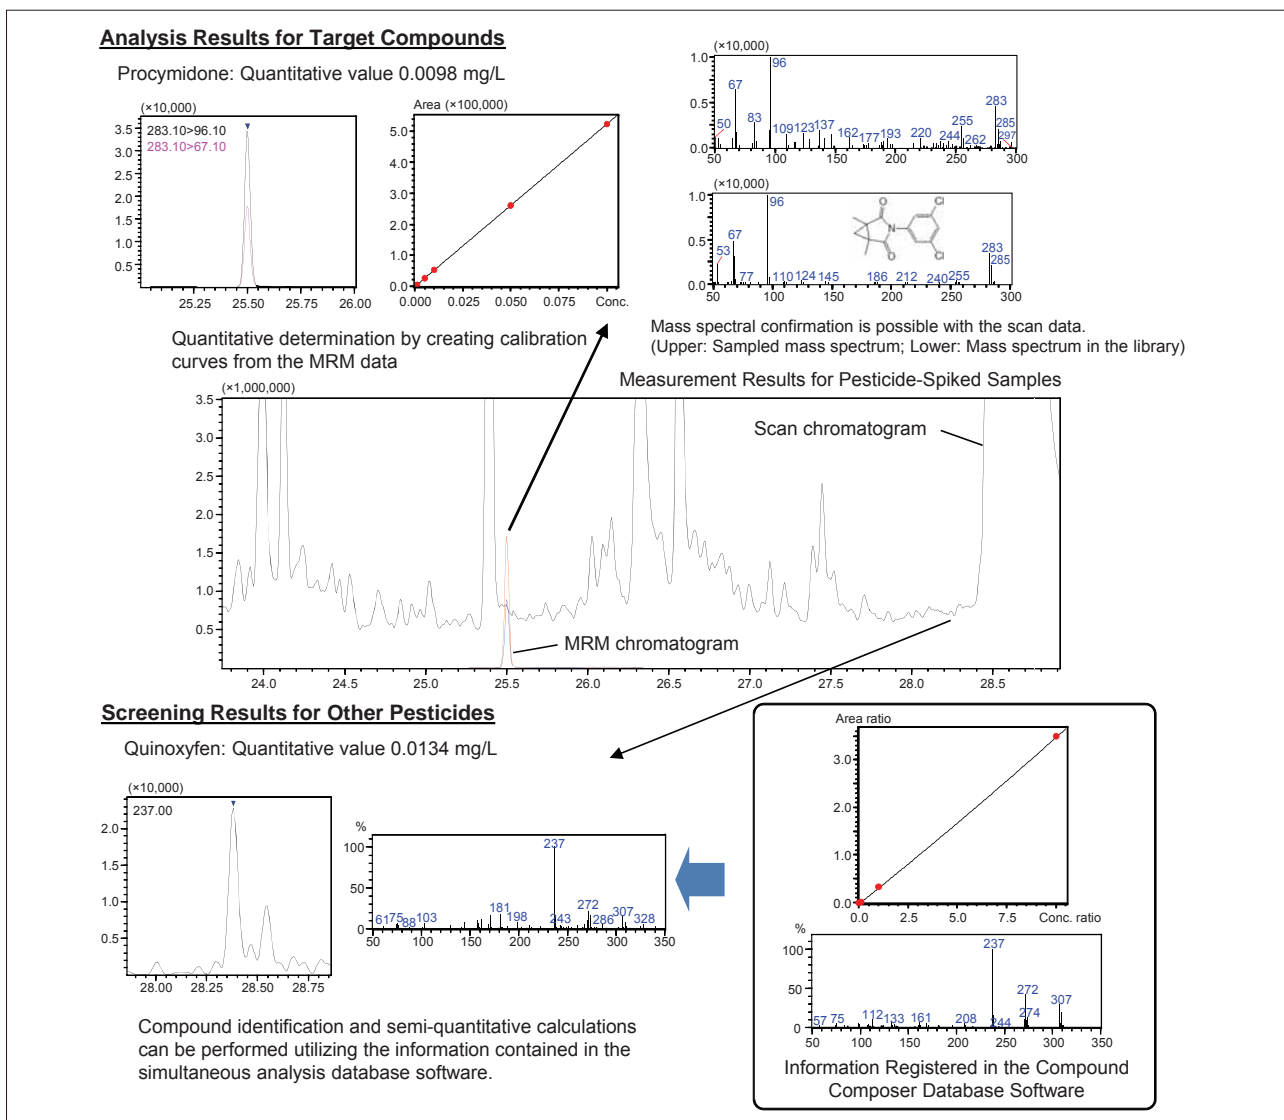 Analysis Results for Target Compounds
Procymidone: Quantitative value 0.0098 mg/L
(×10,000)
283.10>96.10
283.10>67.10
3.5
3.0
2.5
2.0
1.5
1.0
0.5
25.25 25.50 25.75 26.00
Area (×100,000)
5.0
4.0
3.0
2.0
1.0
0.0
0.000 0.025 0.050 0.075 Conc.
Quantitative determination by creating calibration
curves from the MRM data
(×10,000)
1.0
0.5
0.0
50 67 83 96 109 123 137 162 177 193 220 244 255 262 283 285 297
50 100 150 200 250 300
(×10,000)
1.0
0.5
0.0
53 67 77 96 110 124 145 186 212 240 255 283 285
O N O Cl Cl
50 100 150 200 250 300
Mass spectral confirmation is possible with the scan data.
(Upper: Sampled mass spectrum; Lower: Mass spectrum in the library)
Measurement Results for Pesticide-Spiked Samples
(×1,000,000)
3.5
3.0
2.5
2.0
1.5
1.0
0.5
Scan chromatogram
MRM chromatogram
24.0 24.5 25.0 25.5 26.0 26.5 27.0 27.5 28.0 28.5
Screening Results for Other Pesticides
Quinoxyfen: Quantitative value 0.0134 mg/L
(×10,000)
237.00
2.0
1.5
1.0
0.5
28.00 28.25 28.50 28.75
%
100
50
0
61 75 88 103 181 198 237 243 272 286 307 328
50 100 150 200 250 300 350
Compound identification and semi-quantitative calculations
can be performed utilizing the information contained in the
simultaneous analysis database software.
Area ratio
3.0
2.0
1.0
0.0
0.0 2.5 5.0 7.5 Conc. ratio
%
100
50
0
57 75 112 133 161 208 237 244 272 274 307
50 100 150 200 250 300 350
Information Registered in the Compound
Composer Database Software